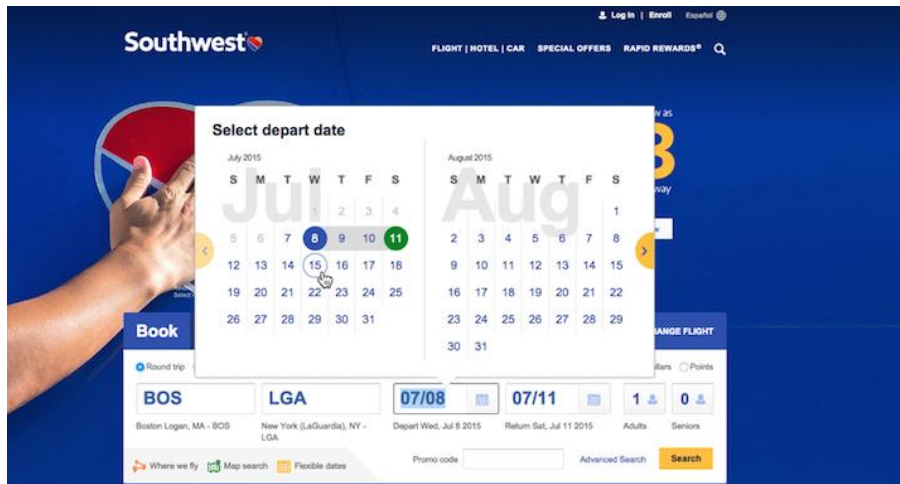 Log In | Enroll Español
Southwest
FLIGHT | HOTEL | CAR SPECIAL OFFERS RAPID REWARDS®
w as
Select depart date
July 2015 August 2015
Jul Aug
S M T W T F S S M T W T F S
way
1 2 3 4 1
5 6 7 8 9 10 11 2 3 4 5 6 7 8
12 13 14 15 16 17 18 9 10 11 12 13 14 15
19 20 21 22 23 24 25 16 17 18 19 20 21 22
26 27 28 29 30 31 23 24 25 26 27 28 29
30 31
Book ANGE FLIGHT
Round trip Points
BOS LGA 07/08 07/11 1 0
Boston Logan, MA - BOS New York (LaGuardia), NY - LGA Depart Wed, Jul 8 2015 Return Sat, Jul 11 2015 Adults Seniors
Where we fly Map search Flexible dates Promo code Advanced Search Search